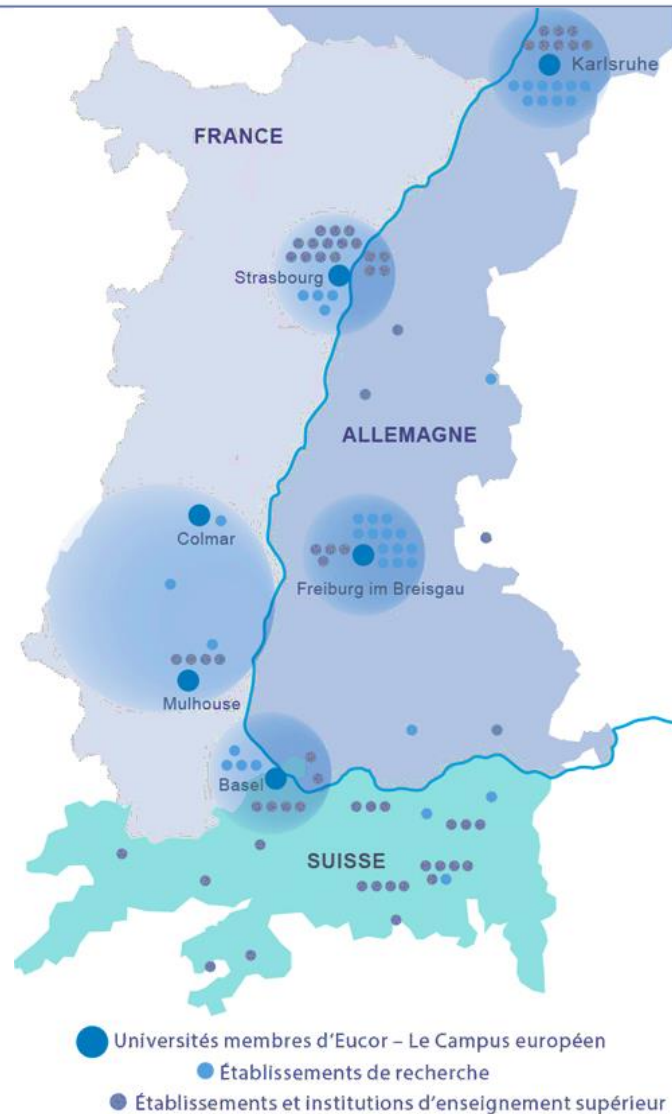 Karlsruhe
FRANCE
Strasbourg
ALLEMAGNE
Colmar
Freiburg im Breisgau
Mulhouse
Basel
SUISSE
Universités membres d'Eucor – Le Campus européen
Établissements de recherche
Établissements et institutions d'enseignement supérieur